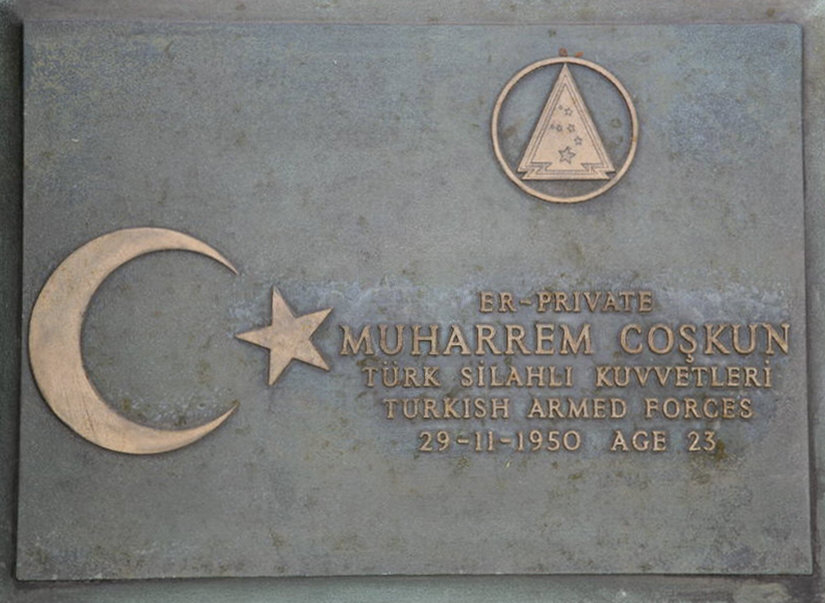 ER-PRIVATE
MUHARREM COŞKUN
TÜRK SİLAHLI KUVVETLERİ
TURKISH ARMED FORCES
29-11-1950 AGE 23